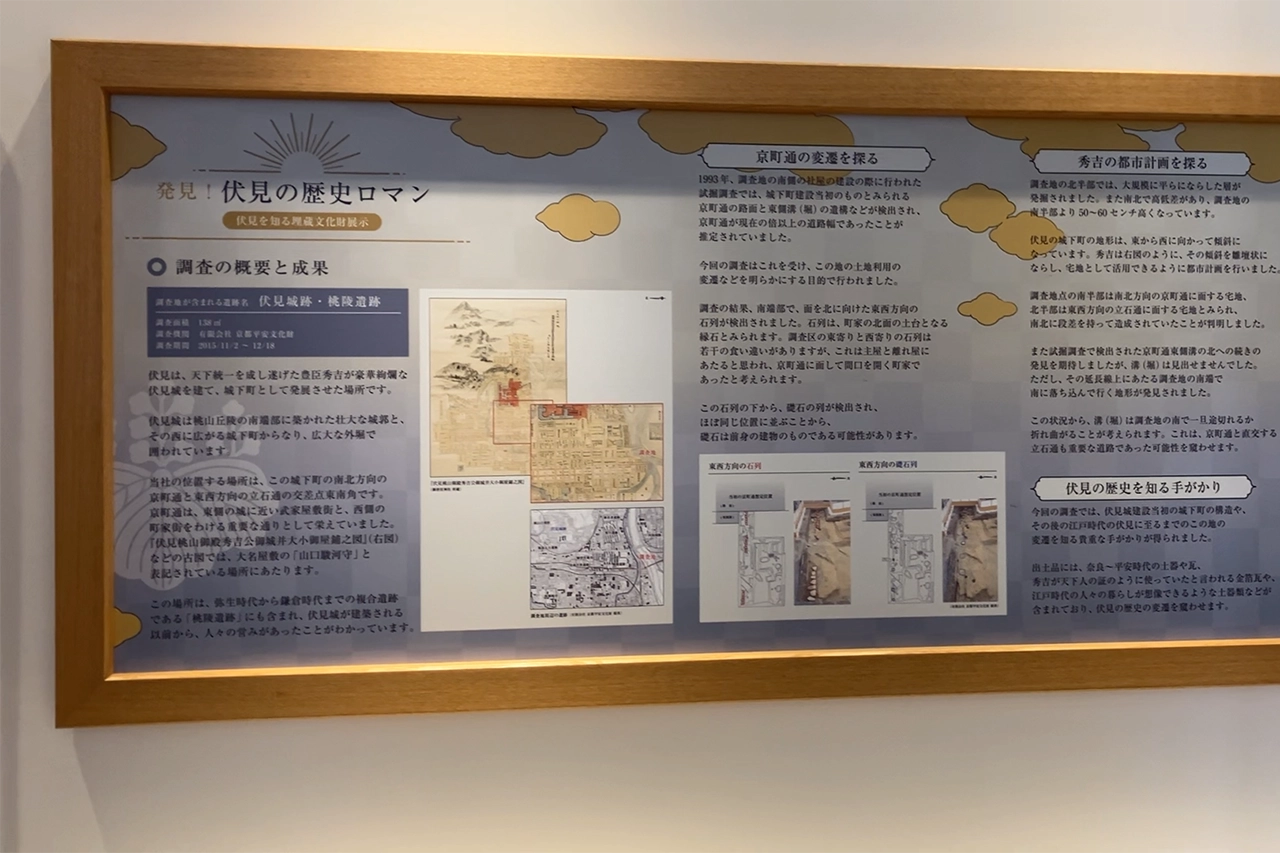 発見！伏見の歴史ロマン
伏見を知る埋蔵文化財展示
調査の概要と成果
調査地が含まれる遺跡名 伏見城跡・桃陵遺跡
調査面積 138㎡
調査機関 有限会社 京都平安文化財
調査期間 2015/11/2 ～ 12/18
伏見は、天下統一を成し遂げた豊臣秀吉が豪華絢爛な
伏見城を建て、城下町として発展させた場所です。
伏見城は桃山丘陵の南端部に築かれた壮大な城郭と、
その西に広がる城下町からなり、広大な外堀で
囲われています。
当社の位置する場所は、この城下町の南北方向の
京町通と東西方向の立石通の交差点東南角です。
京町通は、東側の城に近い武家屋敷街と、西側の
町家街をわける重要な通りとして栄えていました。
『伏見桃山御殿秀吉公御城并大小御屋鋪之図』(右図)
などの古図では、大名屋敷の「山口駿河守」と
表記されている場所にあたります。
この場所は、弥生時代から鎌倉時代までの複合遺跡
である「桃陵遺跡」にも含まれ、伏見城が建築される
以前から、人々の営みがあったことがわかっています。
調査地
調査地
京町通の変遷を探る
1993年、調査地の南側の社屋の建設の際に行われた
試掘調査では、城下町建設当初のものとみられる
京町通の路面と東側溝（堀）の遺構などが検出され、
京町通が現在の倍以上の道路幅であったことが
推定されていました。
今回の調査はこれを受け、この地の土地利用の
変遷などを明らかにする目的で行われました。
調査の結果、南端部で、面を北に向けた東西方向の
石列が検出されました。石列は、町家の北面の土台となる
縁石とみられます。調査区の東寄りと西寄りの石列は
若干の食い違いがありますが、これは主屋と離れ屋に
あたると思われ、京町通に面して間口を開く町家で
あったと考えられます。
この石列の下から、礎石の列が検出され、
ほぼ同じ位置に並ぶことから、
礎石は前身の建物のものである可能性があります。
東西方向の石列
東西方向の礎石列
秀吉の都市計画を探る
調査地の北半部では、大規模に平らにならした層が
発掘されました。また南北で高低差があり、調査地の
南半部より50～60センチ高くなっています。
伏見の城下町の地形は、東から西に向かって傾斜に
なっています。秀吉は右図のように、その傾斜を雛壇状に
ならし、宅地として活用できるように都市計画を行いました。
調査地点の南半部は南北方向の京町通に面する宅地、
北半部は東西方向の立石通に面する宅地とみられ、
南北に段差を持って造成されていたことが判明しました。
また試掘調査で検出された京町通東側溝の北への続きの
発見を期待しましたが、溝（堀）は見出せませんでした。
ただし、その延長線上にあたる調査地の南端で
南に落ち込んで行く地形が発見されました。
この状況から、溝（堀）は調査地の南で一旦途切れるか
折れ曲がることが考えられます。これは、京町通と直交する
立石通も重要な道路であった可能性を窺わせます。
伏見の歴史を知る手がかり
今回の調査では、伏見城建設当初の城下町の構造や、
その後の江戸時代の伏見に至るまでのこの地の
変遷を知る貴重な手がかりが得られました。
出土品には、奈良～平安時代の土器や瓦、
秀吉が天下人の証のように使っていたと言われる金箔瓦や、
江戸時代の人々の暮らしが想像できるような土器類などが
含まれており、伏見の歴史の変遷を窺わせます。